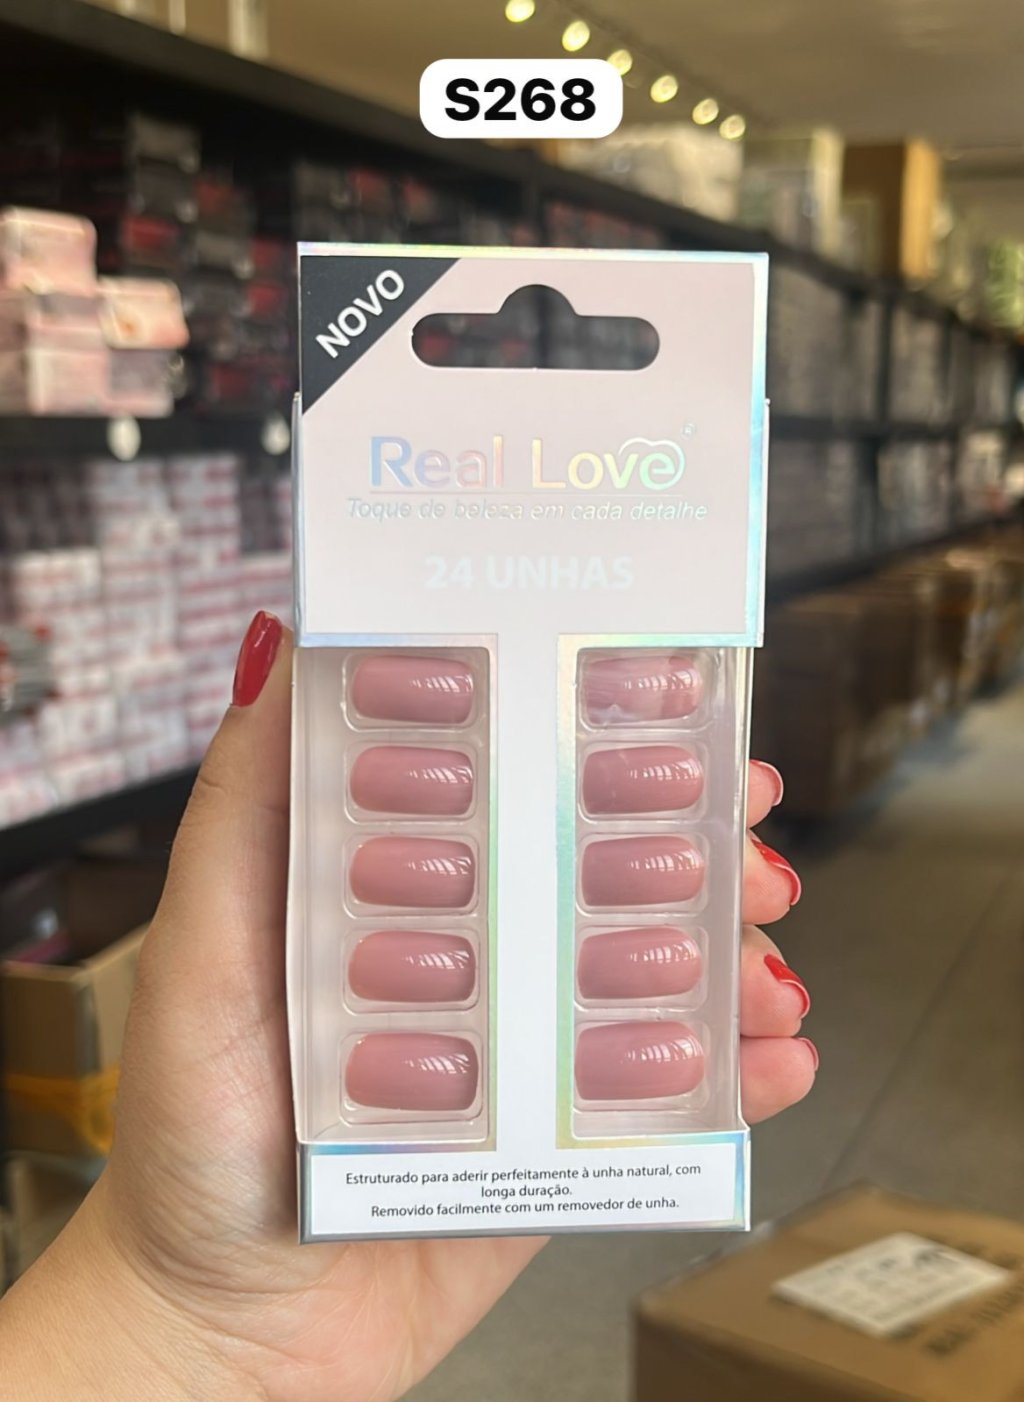 S268
NOVO
Real Love®
Toque de beleza em cada detalhe
24 UNHAS
Estruturado para aderir perfeitamente à unha natural, com
longa duração.
Removido facilmente com um removedor de unha.